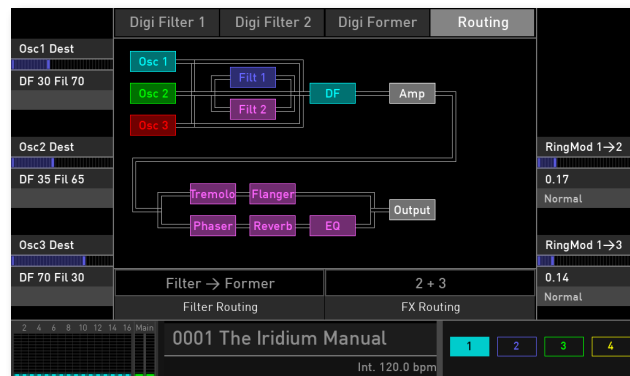 Digi Filter 1 Digi Filter 2 Digi Former Routing
Osc1 Dest
DF 30 Fil 70
Osc2 Dest
DF 35 Fil 65
Osc3 Dest
DF 70 Fil 30
Osc 1
Osc 2
Osc 3
Filt 1
Filt 2
DF
Amp
Tremolo Flanger
Phaser Reverb EQ
Output
RingMod 1→2
0.17
Normal
RingMod 1→3
0.14
Normal
Filter → Former 2 + 3
Filter Routing FX Routing
2 4 6 8 10 12 14 16 Main
0001 The Iridium Manual
Int. 120.0 bpm
1 2 3 4